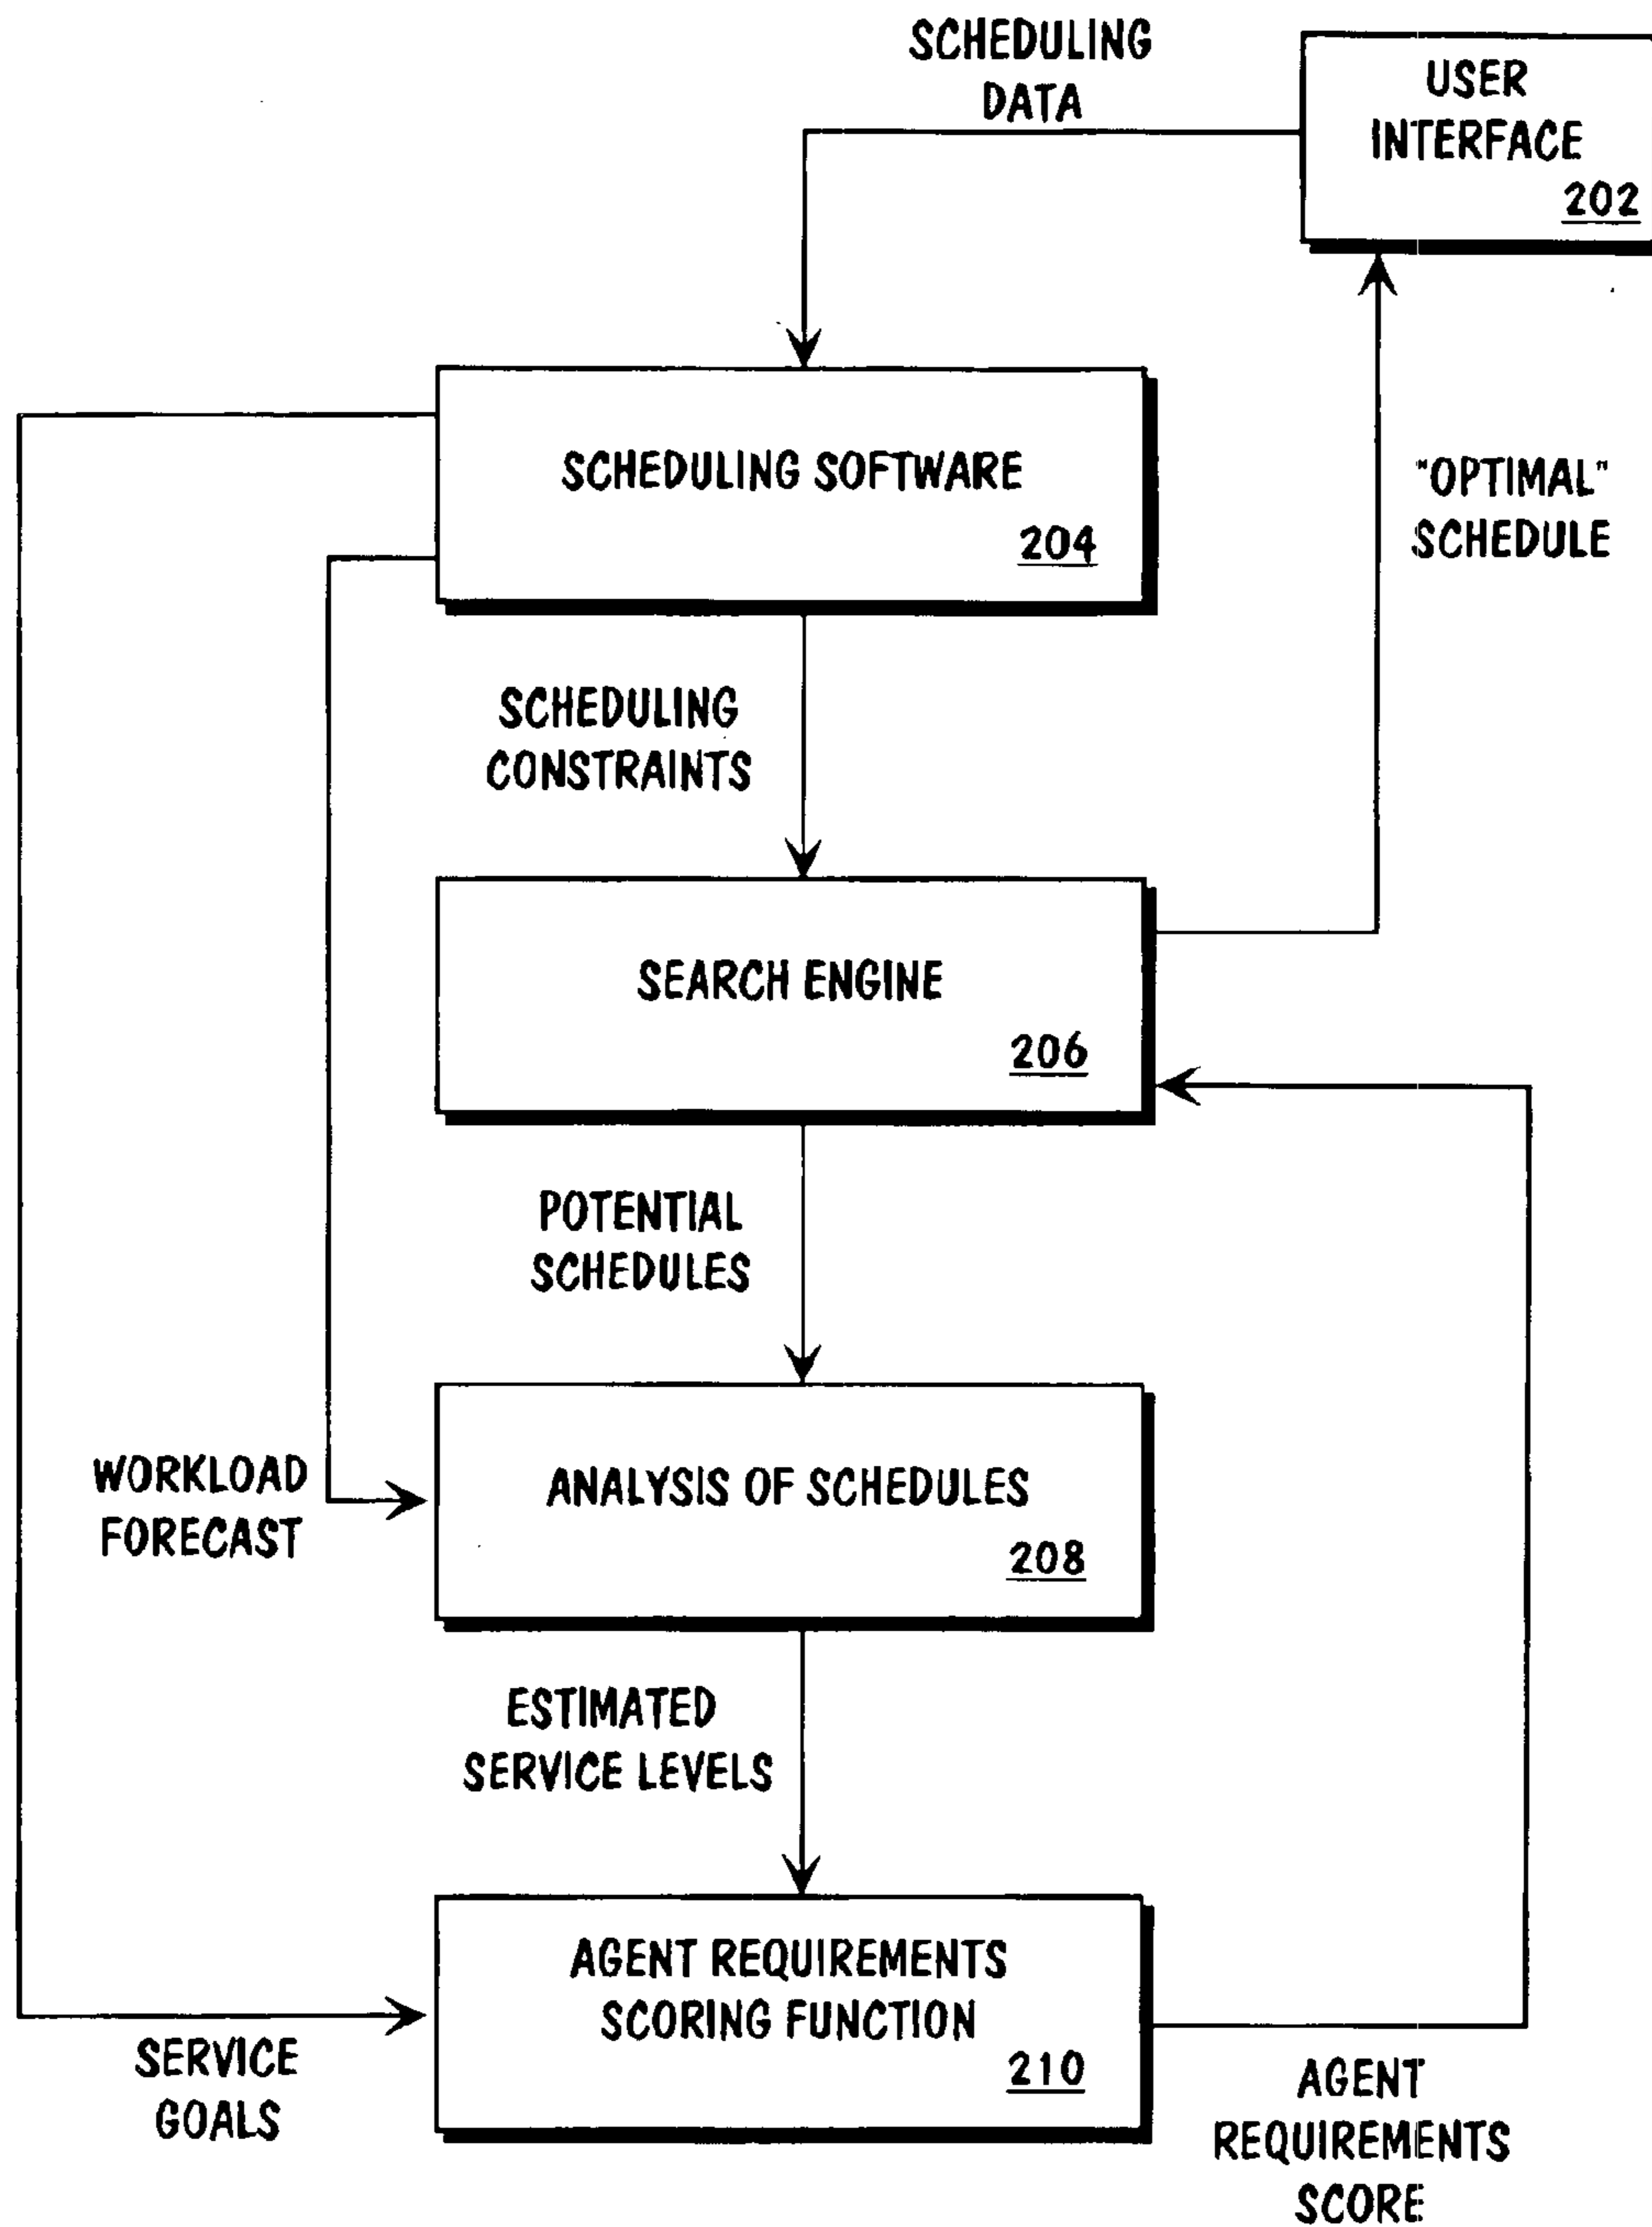 SCHEDULING
DATA
USER
INTERFACE
202
SCHEDULING SOFTWARE
204
"OPTIMAL"
SCHEDULE
SCHEDULING
CONSTRAINTS
SEARCH ENGINE
206
POTENTIAL
SCHEDULES
WORKLOAD
FORECAST
ANALYSIS OF SCHEDULES
208
ESTIMATED
SERVICE LEVELS
AGENT REQUIREMENTS
SCORING FUNCTION
210
SERVICE
GOALS
AGENT
REQUIREMENTS
SCORE